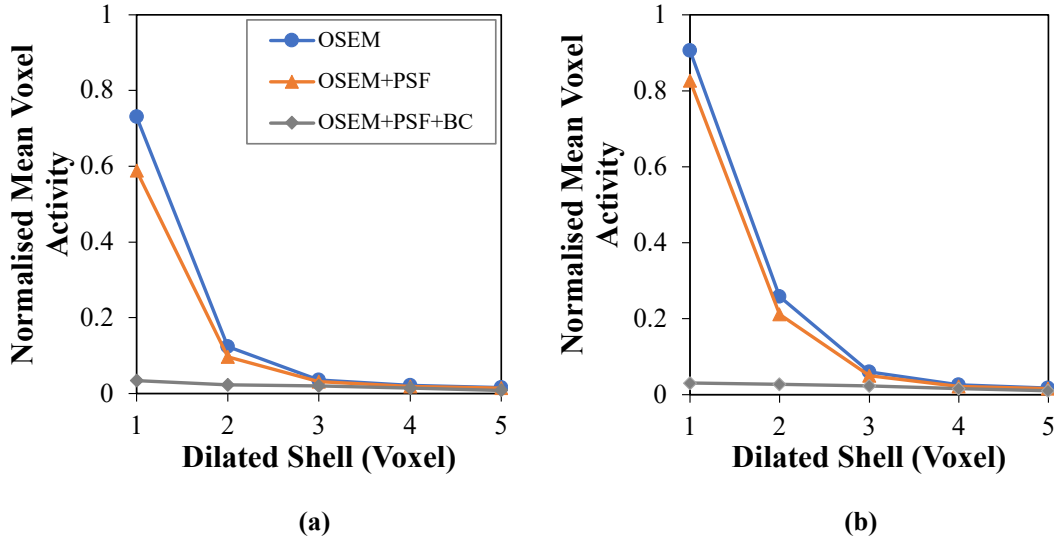 Normalised Mean Voxel
Activity
1
0.8
0.6
0.4
0.2
0
OSEM
OSEM+PSF
OSEM+PSF+BC
1 2 3 4 5
Dilated Shell (Voxel)
(a)
Normalised Mean Voxel
Activity
1
0.8
0.6
0.4
0.2
0
1 2 3 4 5
Dilated Shell (Voxel)
(b)